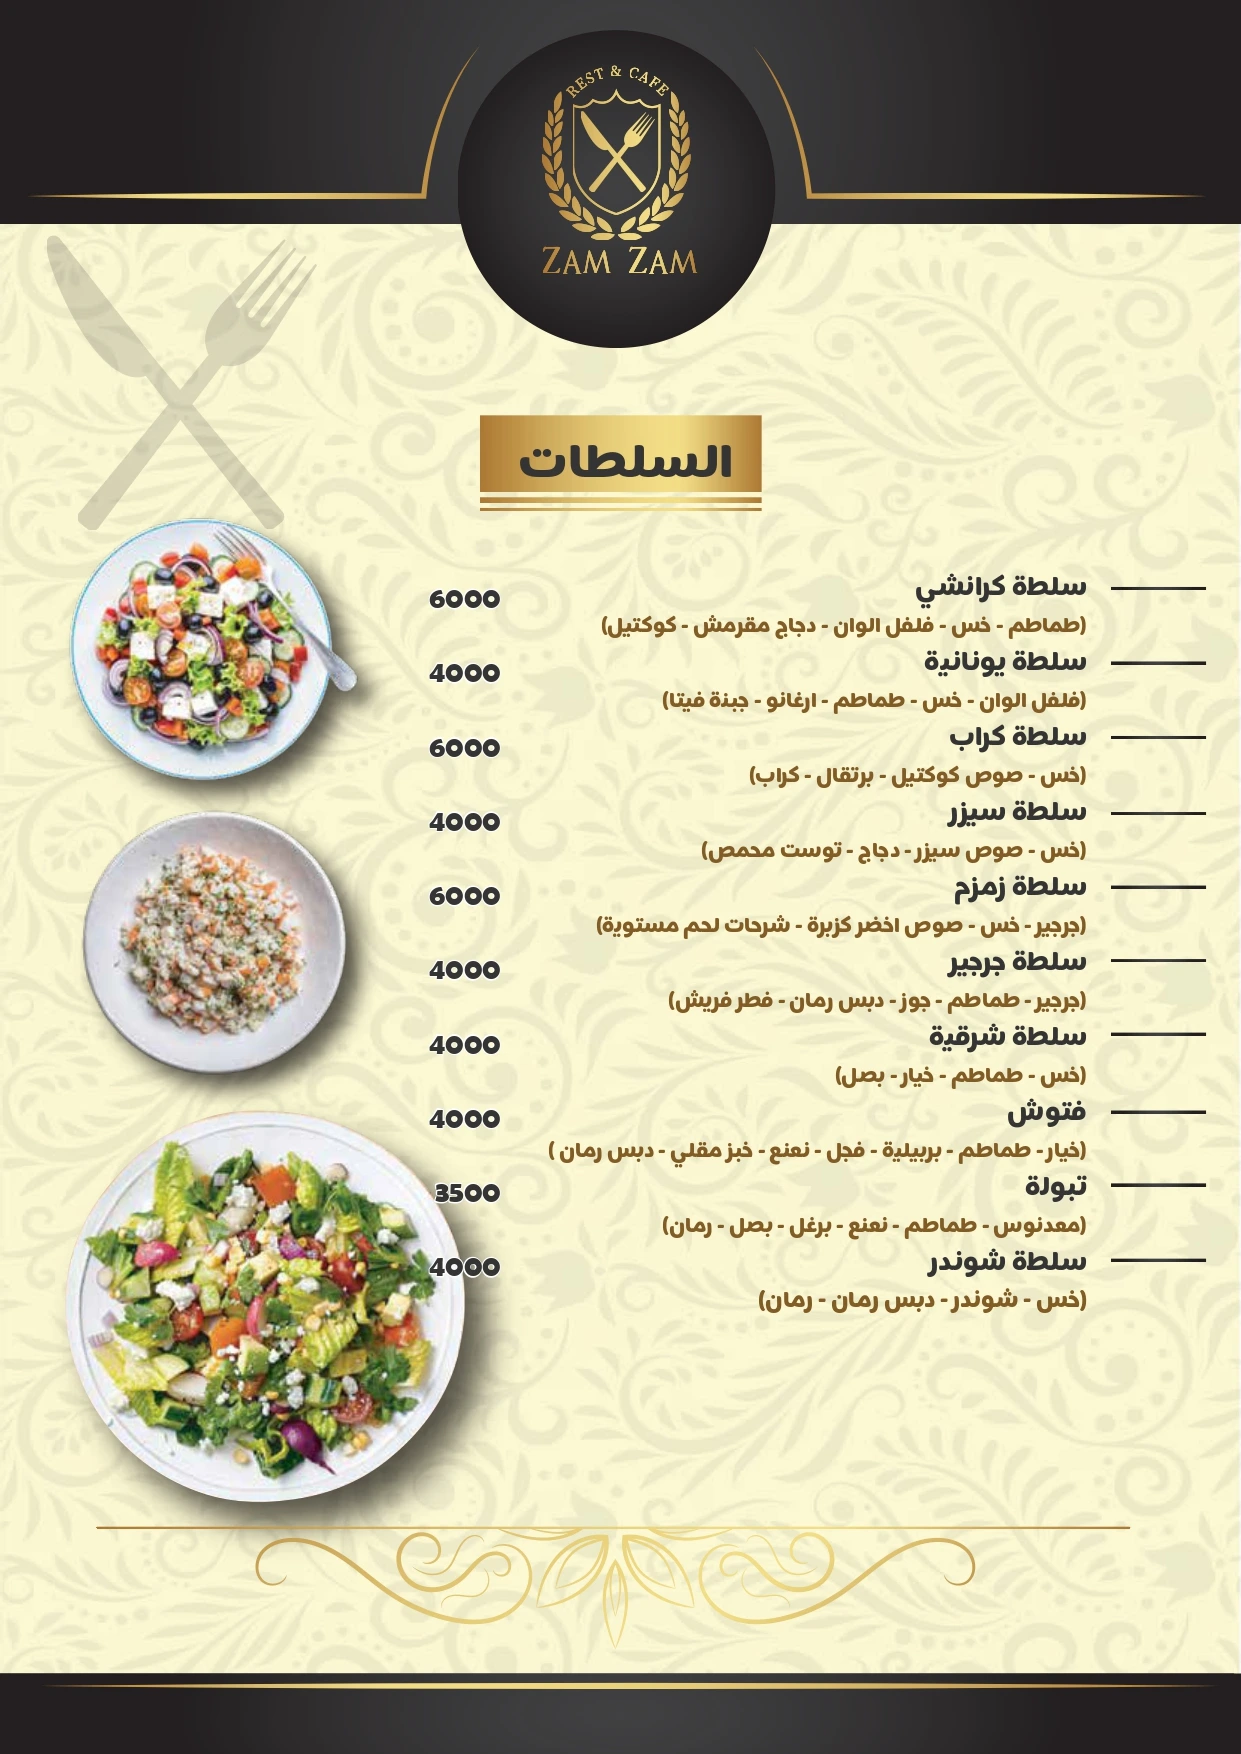 REST & CAFE
ZAM ZAM
السلطات
سلطة كرانشي 6000
(طماطم - خس - فلفل الوان - دجاج مقرمش - كوكتيل)
سلطة يونانية 4000
(فلفل الوان - خس - طماطم - ارغانو - جبنة فيتا)
سلطة كراب 6000
(خس - صوص كوكتيل - برتقال - كراب)
سلطة سيزر 4000
(خس - صوص سيزر - دجاج - توست محمص)
سلطة زمزم 6000
(جرجير - خس - صوص اخضر كزبرة - شرحات لحم مستوية)
سلطة جرجير 4000
(جرجير - طماطم - جوز - دبس رمان - فطر فريش)
سلطة شرقية 4000
(خس - طماطم - خيار - بصل)
فتوش 4000
(خيار - طماطم - بربيلية - فجل - نعنع - خبز مقلي - دبس رمان )
تبولة 3500
(معدنوس - طماطم - نعنع - برغل - بصل - رمان)
سلطة شوندر 4000
(خس - شوندر - دبس رمان - رمان)